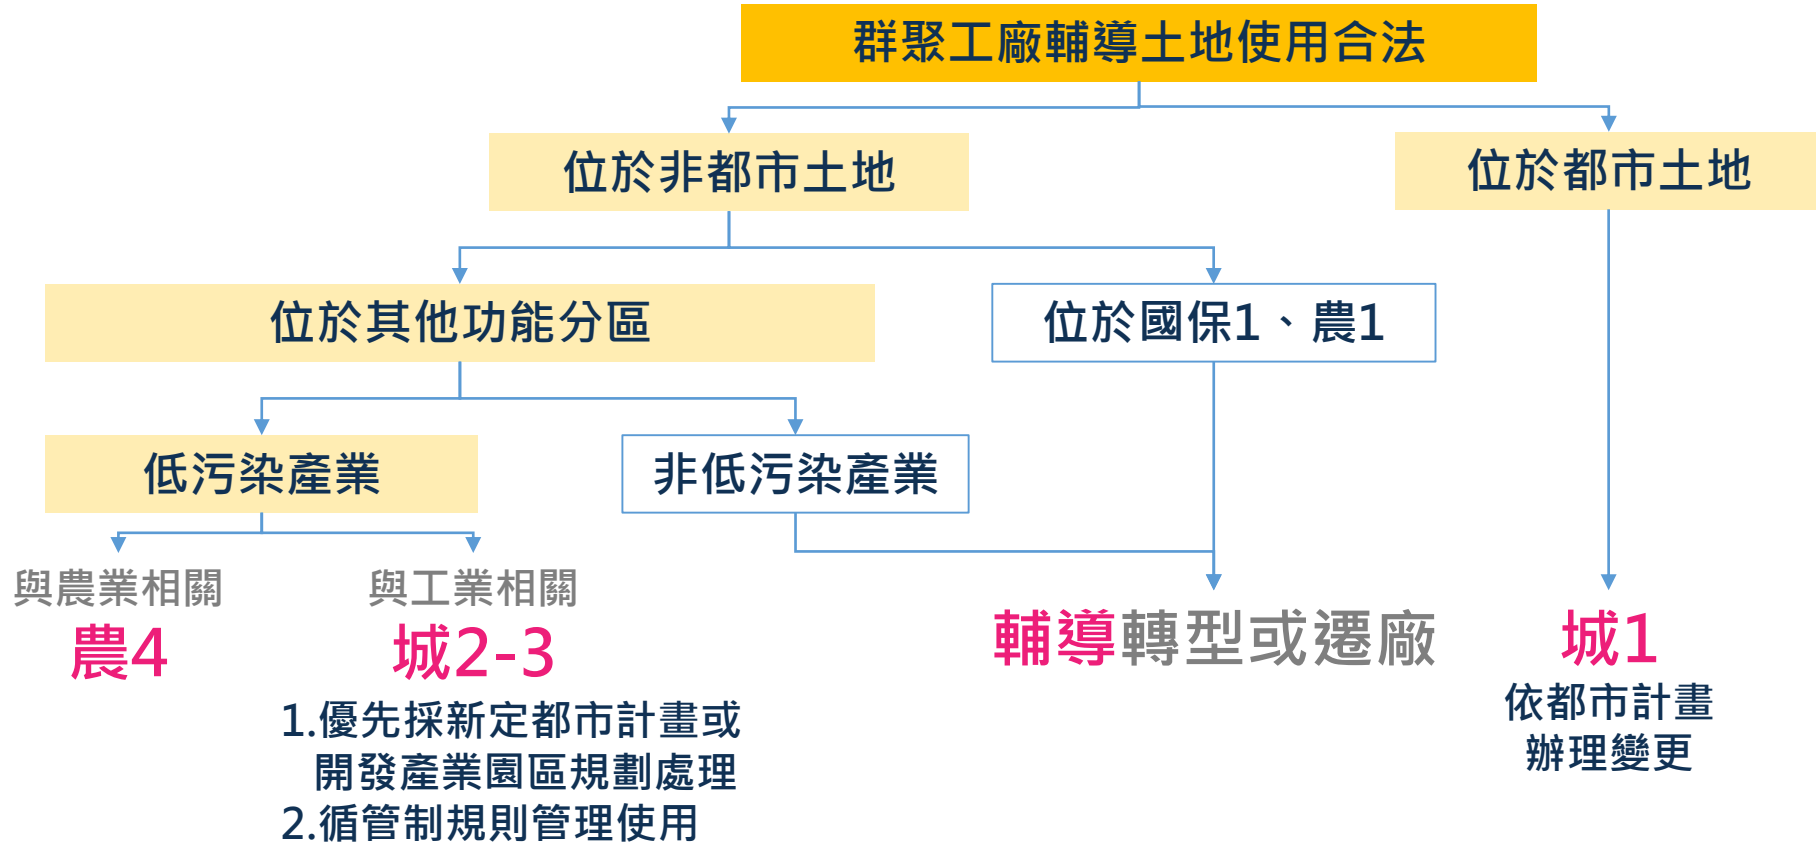 群聚工廠輔導土地使用合法
位於非都市土地
位於都市土地
位於其他功能分區
位於國保1、農1
低污染產業
非低污染產業
與農業相關
農4
與工業相關
城2-3
1.優先採新定都市計畫或
開發產業園區規劃處理
2.循管制規則管理使用
輔導轉型或遷廠
城1
依都市計畫
辦理變更